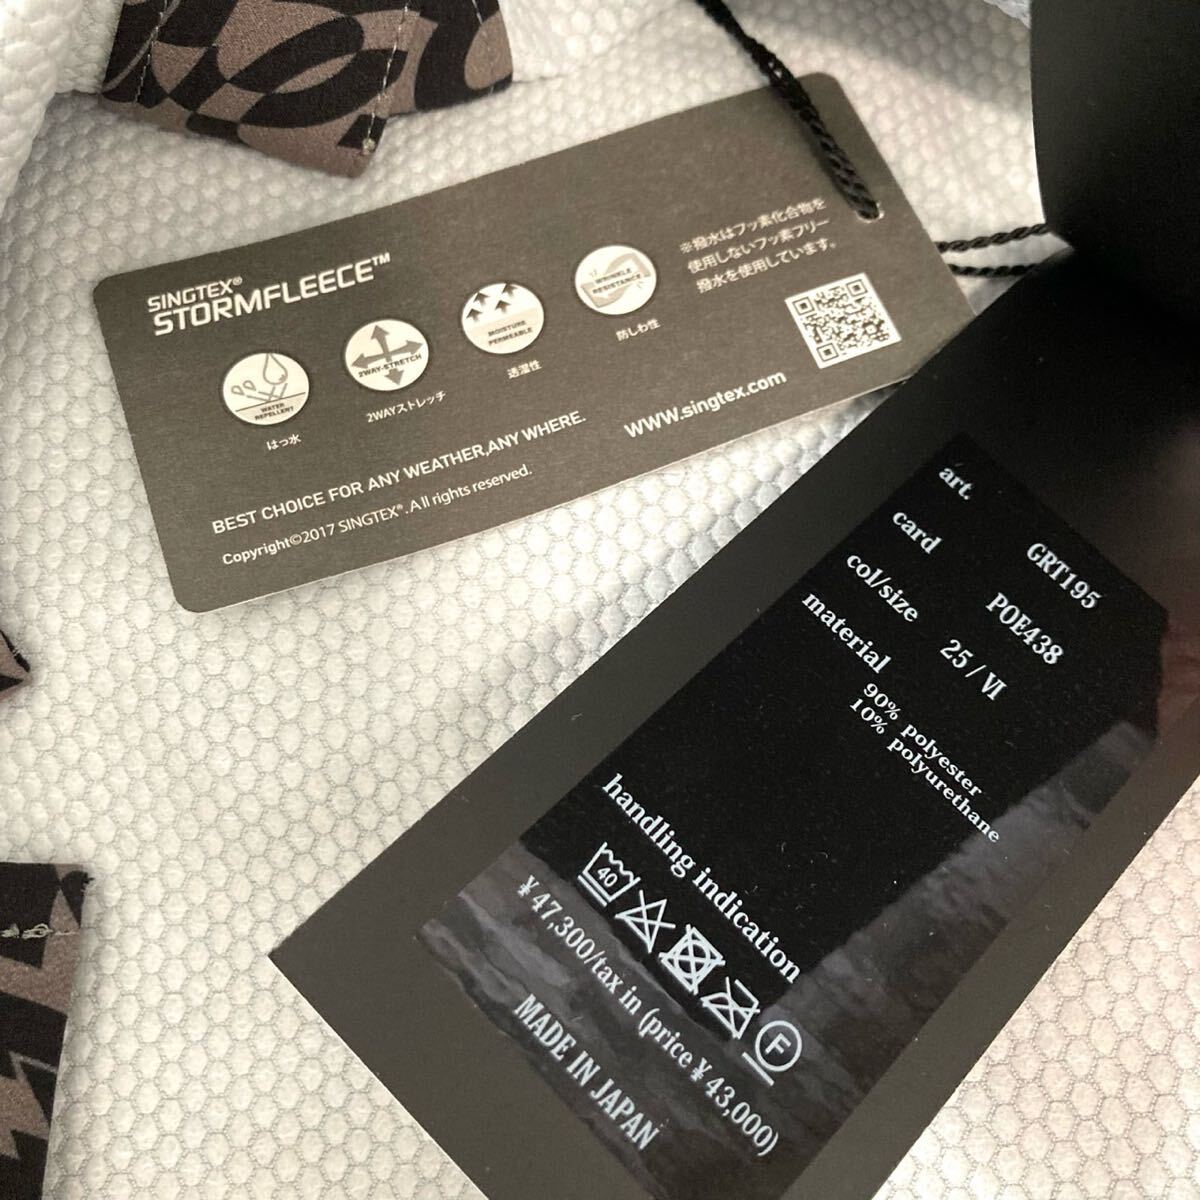 SINGTEX®
STORMFLEECE™
WATER
REPELLENT
はっ水
2WAY-STRETCH
2WAYストレッチ
MOISTURE
PERMEABLE
透湿性
WRINKLE
RESISTANCE
防しわ性
※撥水はフッ素化合物を
使用しないフッ素フリー
撥水を使用しています。
BEST CHOICE FOR ANY WEATHER,ANY WHERE.
Copyright©2017 SINGTEX®. All rights reserved.
WWW.singtex.com
art. GRT195
card POE438
col/size 25 / Ⅵ
material
90% polyester
10% polyurethane
handling indication
40
F
¥47,300/tax in (price ¥43,000)
MADE IN JAPAN